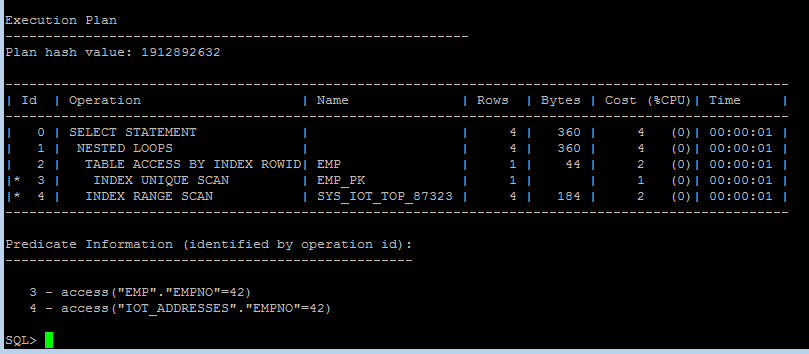 Execution Plan
----------------------------------------------------------
Plan hash value: 1912892632

--------------------------------------------------------------------------------------------------
| Id  | Operation                    | Name              | Rows  | Bytes | Cost (%CPU)| Time     |
--------------------------------------------------------------------------------------------------
|   0 | SELECT STATEMENT             |                   |     4 |   360 |     4   (0)| 00:00:01 |
|   1 |  NESTED LOOPS                |                   |     4 |   360 |     4   (0)| 00:00:01 |
|   2 |   TABLE ACCESS BY INDEX ROWID| EMP               |     1 |    44 |     2   (0)| 00:00:01 |
|*  3 |    INDEX UNIQUE SCAN         | EMP_PK            |     1 |       |     1   (0)| 00:00:01 |
|*  4 |   INDEX RANGE SCAN           | SYS_IOT_TOP_87323 |     4 |   184 |     2   (0)| 00:00:01 |
--------------------------------------------------------------------------------------------------

Predicate Information (identified by operation id):
---------------------------------------------------

   3 - access("EMP"."EMPNO"=42)
   4 - access("IOT_ADDRESSES"."EMPNO"=42)

SQL>